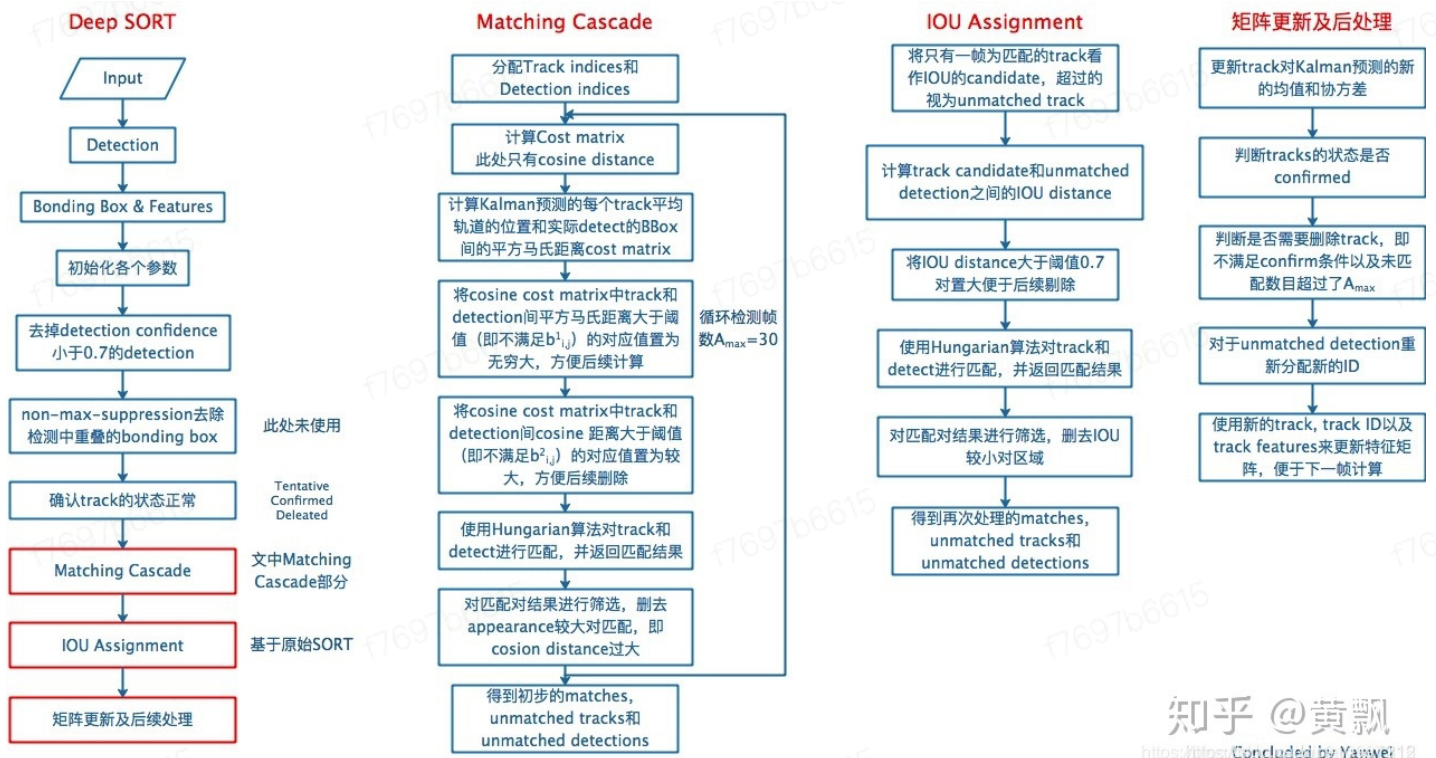 Deep SORT
Input
Detection
Bonding Box & Features
初始化各个参数
去掉detection confidence
小于0.7的detection
non-max-suppression去除
检测中重叠的bonding box
此处未使用
确认track的状态正常
Tentative
Confirmed
Deleated
Matching Cascade
文中Matching
Cascade部分
IOU Assignment
基于原始SORT
矩阵更新及后续处理
Matching Cascade
分配Track indices和
Detection indices
计算Cost matrix
此处只有cosine distance
计算Kalman预测的每个track平均
轨道的位置和实际detect的BBox
间的平方马氏距离cost matrix
将cosine cost matrix中track和
detection间平方马氏距离大于阈
值（即不满足b¹i,j）的对应值置为
无穷大，方便后续计算
将cosine cost matrix中track和
detection间cosine 距离大于阈值
（即不满足b²i,j）的对应值置为较
大，方便后续删除
使用Hungarian算法对track和
detect进行匹配，并返回匹配结果
对匹配对结果进行筛选，删去
appearance较大对匹配，即
cosion distance过大
得到初步的matches,
unmatched tracks和
unmatched detections
循环检测帧
数Amax=30
IOU Assignment
将只有一帧为匹配的track看
作IOU的candidate，超过的
视为unmatched track
计算track candidate和unmatched
detection之间的IOU distance
将IOU distance大于阈值0.7
对置大便于后续剔除
使用Hungarian算法对track和
detect进行匹配，并返回匹配结果
对匹配对结果进行筛选，删去IOU
较小对区域
得到再次处理的matches,
unmatched tracks和
unmatched detections
矩阵更新及后处理
更新track对Kalman预测的新
的均值和协方差
判断tracks的状态是否
confirmed
判断是否需要删除track，即
不满足confirm条件以及未匹
配数目超过了Amax
对于unmatched detection重
新分配新的ID
使用新的track, track ID以及
track features来更新特征矩
阵，便于下一帧计算
知乎 @黄飘
Concluded by Yanwei
f7697b6615